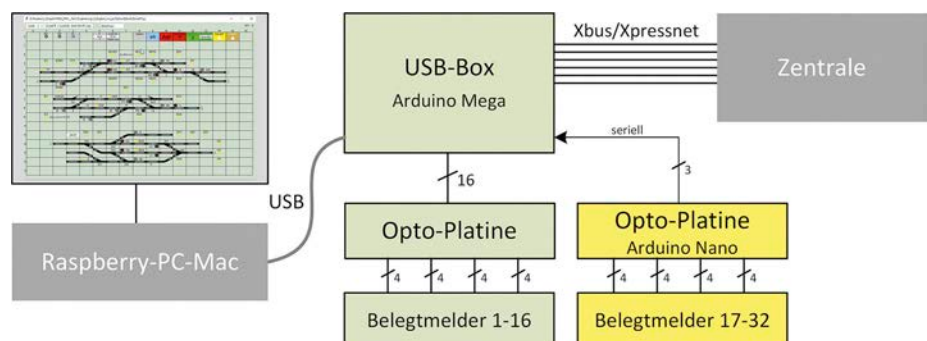 USB-Box
Arduino Mega
Xbus/Xpressnet
Zentrale
seriell
16
3
USB
Raspberry-PC-Mac
Opto-Platine
Opto-Platine
Arduino Nano
4
4
4
4
4
4
4
4
Belegtmelder 1-16
Belegtmelder 17-32